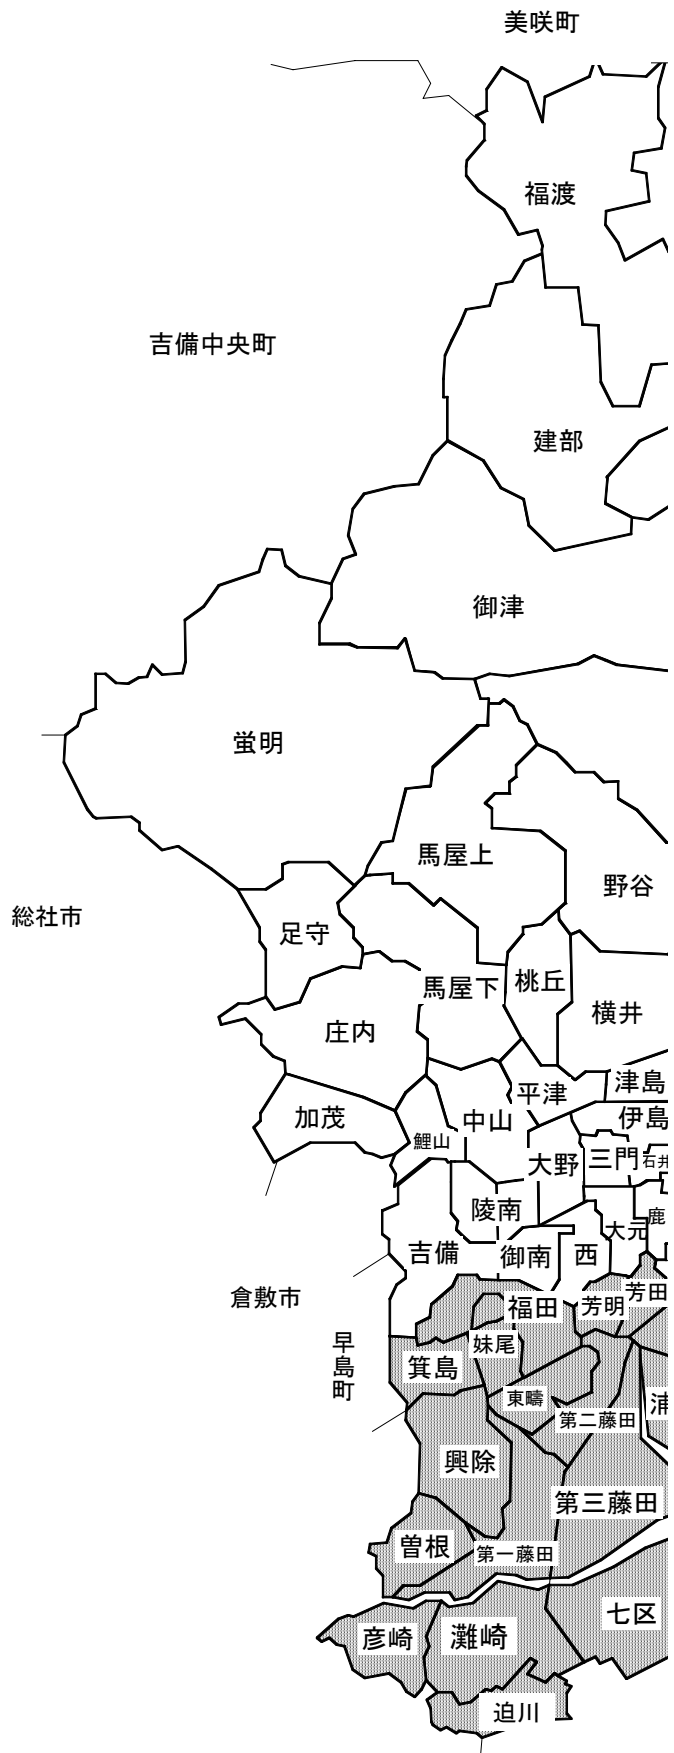 美咲町
福渡
吉備中央町
建部
御津
蛍明
馬屋上
野谷
総社市
足守
馬屋下
桃丘
横井
庄内
平津
津島
加茂
鯉山
中山
伊島
大野
三門
石井
陵南
大元
鹿
吉備
御南
西
倉敷市
福田
芳明
芳田
早島町
箕島
妹尾
東疇
第二藤田
浦
興除
第三藤田
曽根
第一藤田
七区
彦崎
灘崎
迫川